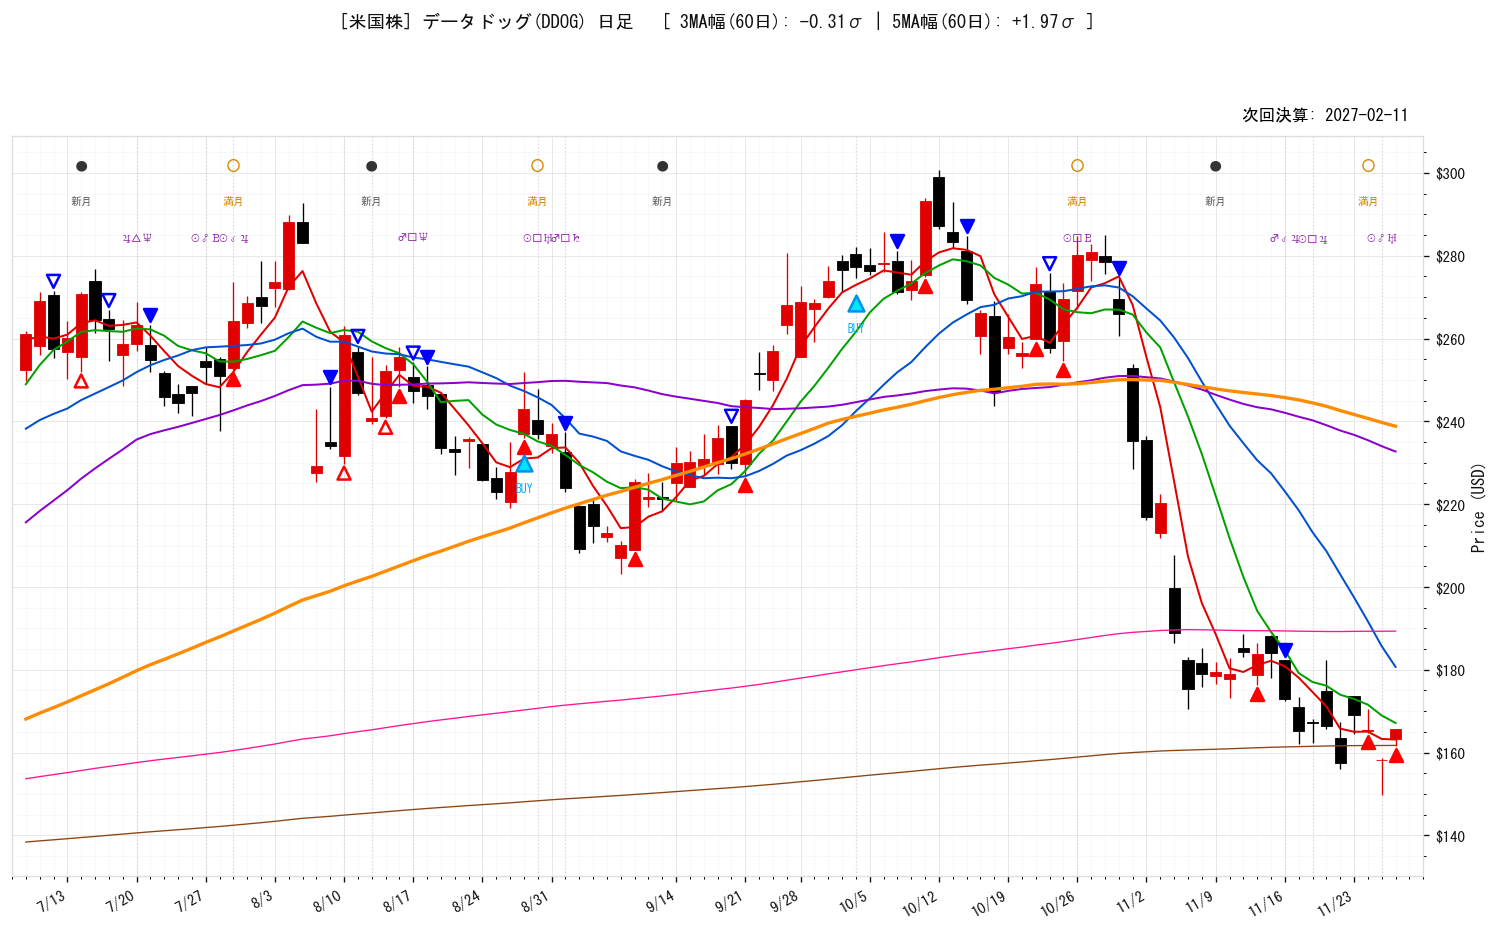 [米国株] データドッグ(DDOG) 日足   [ 3MA幅(60日): -0.31σ | 5MA幅(60日): +1.97σ ]
次回決算: 2027-02-11
新月 満月 新月 満月 新月 満月 新月 満月
♃△♆ ♂□♆
BUY
BUY
$300
$280
$260
$240
$220
$200
$180
$160
$140
Price (USD)
7/13 7/20 7/27 8/3 8/10 8/17 8/24 8/31 9/14 9/21 9/28 10/5 10/12 10/19 10/26 11/2 11/9 11/16 11/23